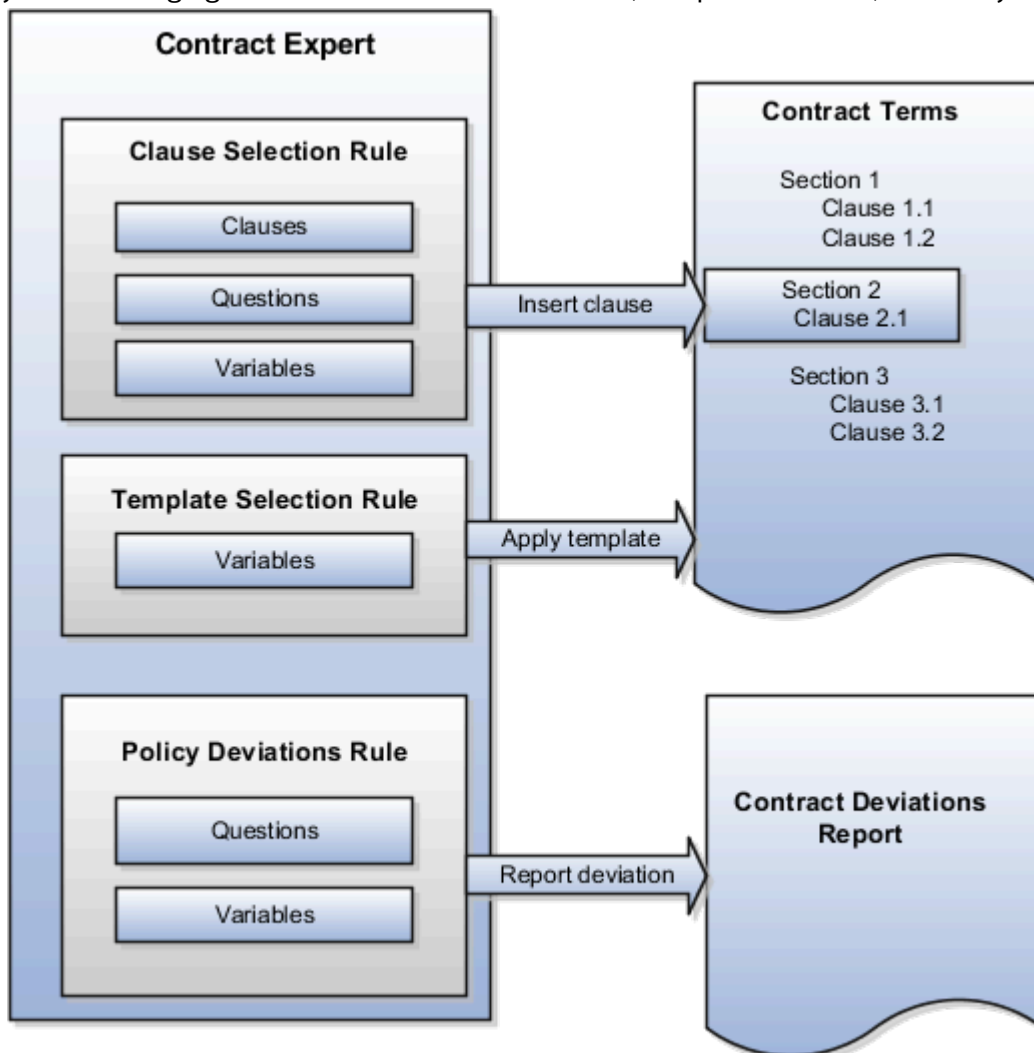 Contract Expert
Clause Selection Rule
Clauses
Questions
Variables
Insert clause
Template Selection Rule
Variables
Apply template
Policy Deviations Rule
Questions
Variables
Report deviation
Contract Terms
Section 1
Clause 1.1
Clause 1.2
Section 2
Clause 2.1
Section 3
Clause 3.1
Clause 3.2
Contract Deviations
Report